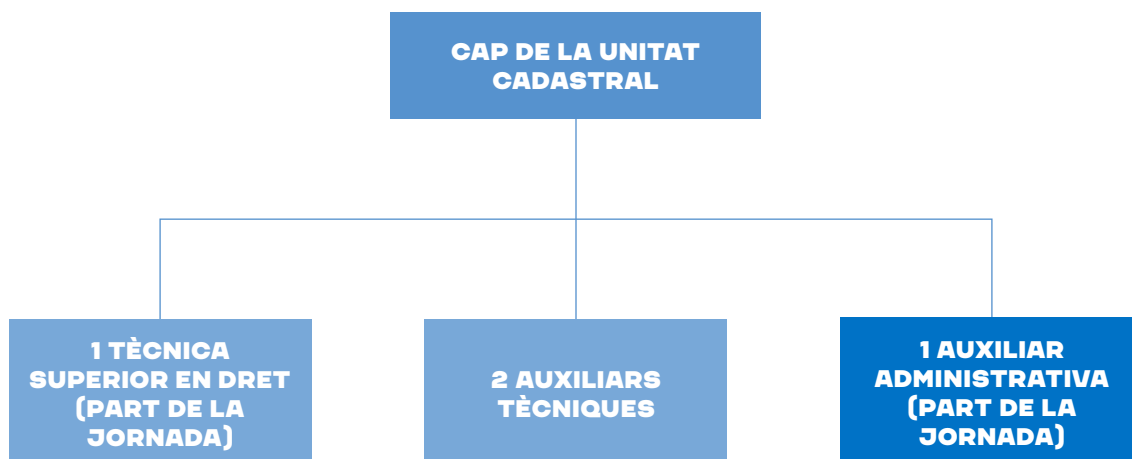 CAP DE LA UNITAT
CADASTRAL
1 TÈCNICA
SUPERIOR EN DRET
(PART DE LA
JORNADA)
2 AUXILIARS
TÈCNIQUES
1 AUXILIAR
ADMINISTRATIVA
(PART DE LA
JORNADA)